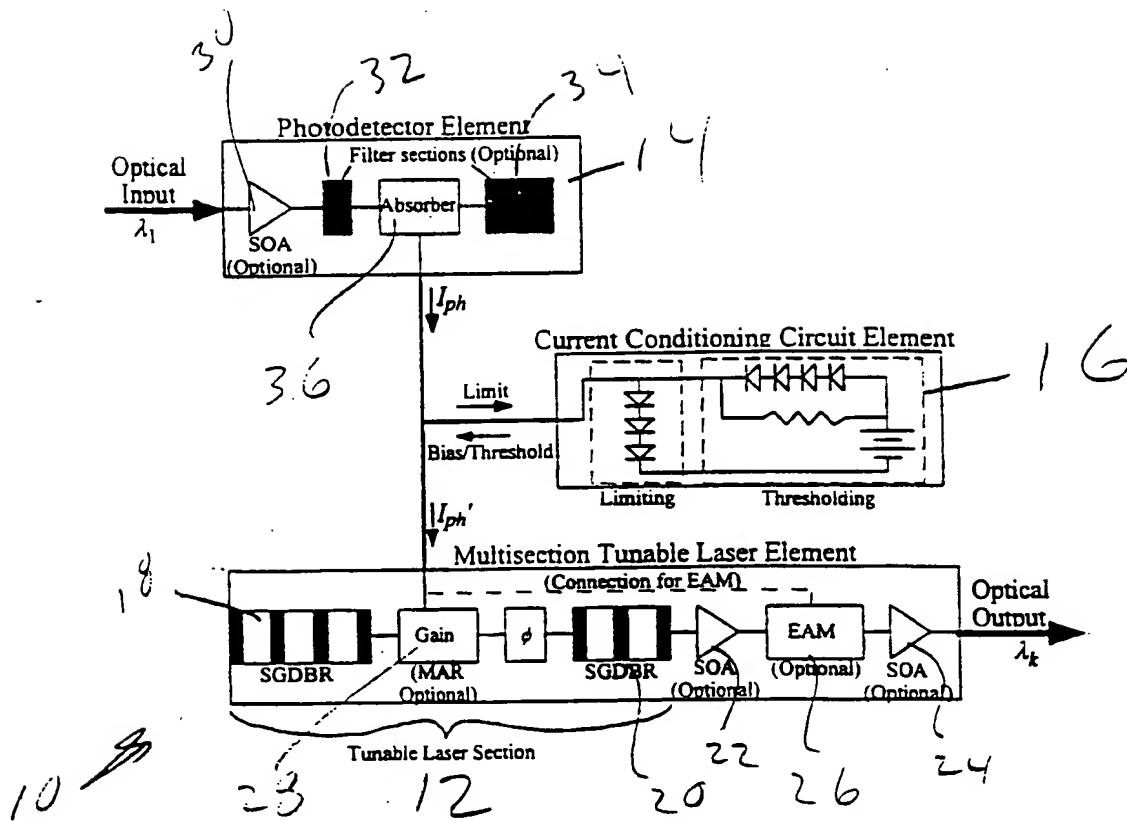 30
32
34
Photodetector Element
14
Optical
Input
λ1
Filter sections (Optional)
Absorber
SOA
(Optional)
Iph
36
Current Conditioning Circuit Element
16
Limit
Bias/Threshold
Limiting
Thresholding
Iph'
Multisection Tunable Laser Element
(Connection for EAM)
18
Optical
Output
λk
Gain
ϕ
EAM
SGDBR
(MAR
Optional)
SGDBR
SOA
(Optional)
(Optional)
SOA
(Optional)
Tunable Laser Section
10
28
12
20
22
26
24